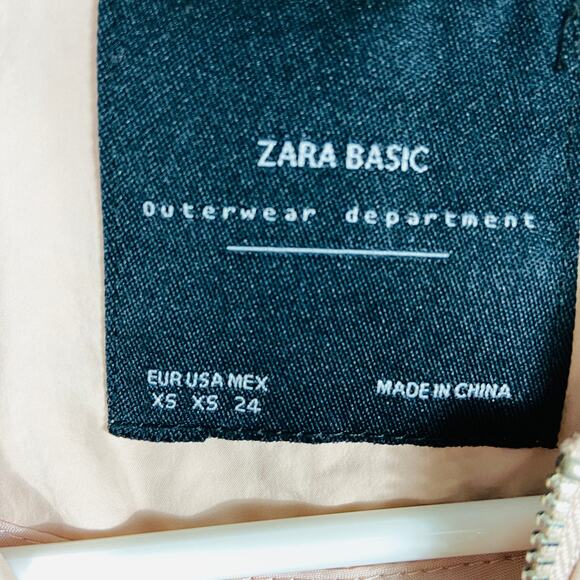 ZARA BASIC
Outerwear department
EUR USA MEX
XS XS 24
MADE IN CHINA